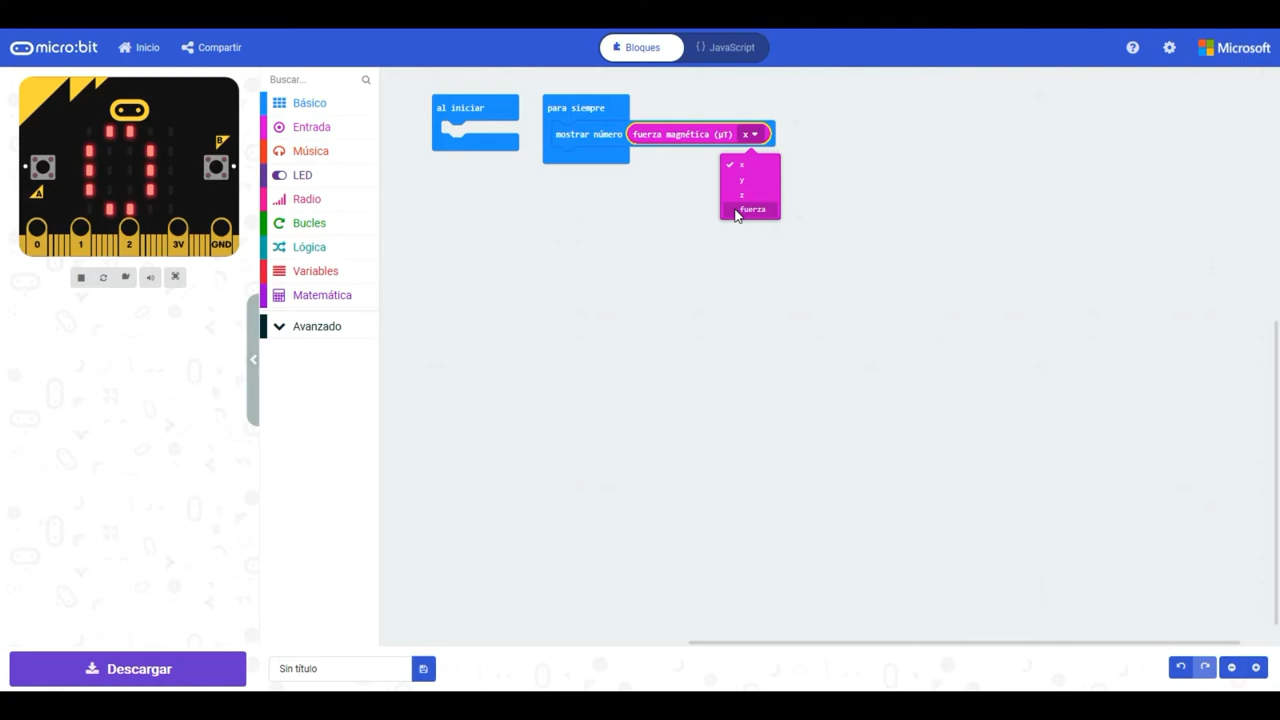 micro:bit
Inicio
Compartir
Bloques
{ } JavaScript
Microsoft
A
B
0 1 2 3V GND
Buscar...
Básico
Entrada
Música
LED
Radio
Bucles
Lógica
Variables
Matemática
Avanzado
al iniciar
para siempre
mostrar número fuerza magnética (µT) x
x
y
z
fuerza
Descargar
Sin título